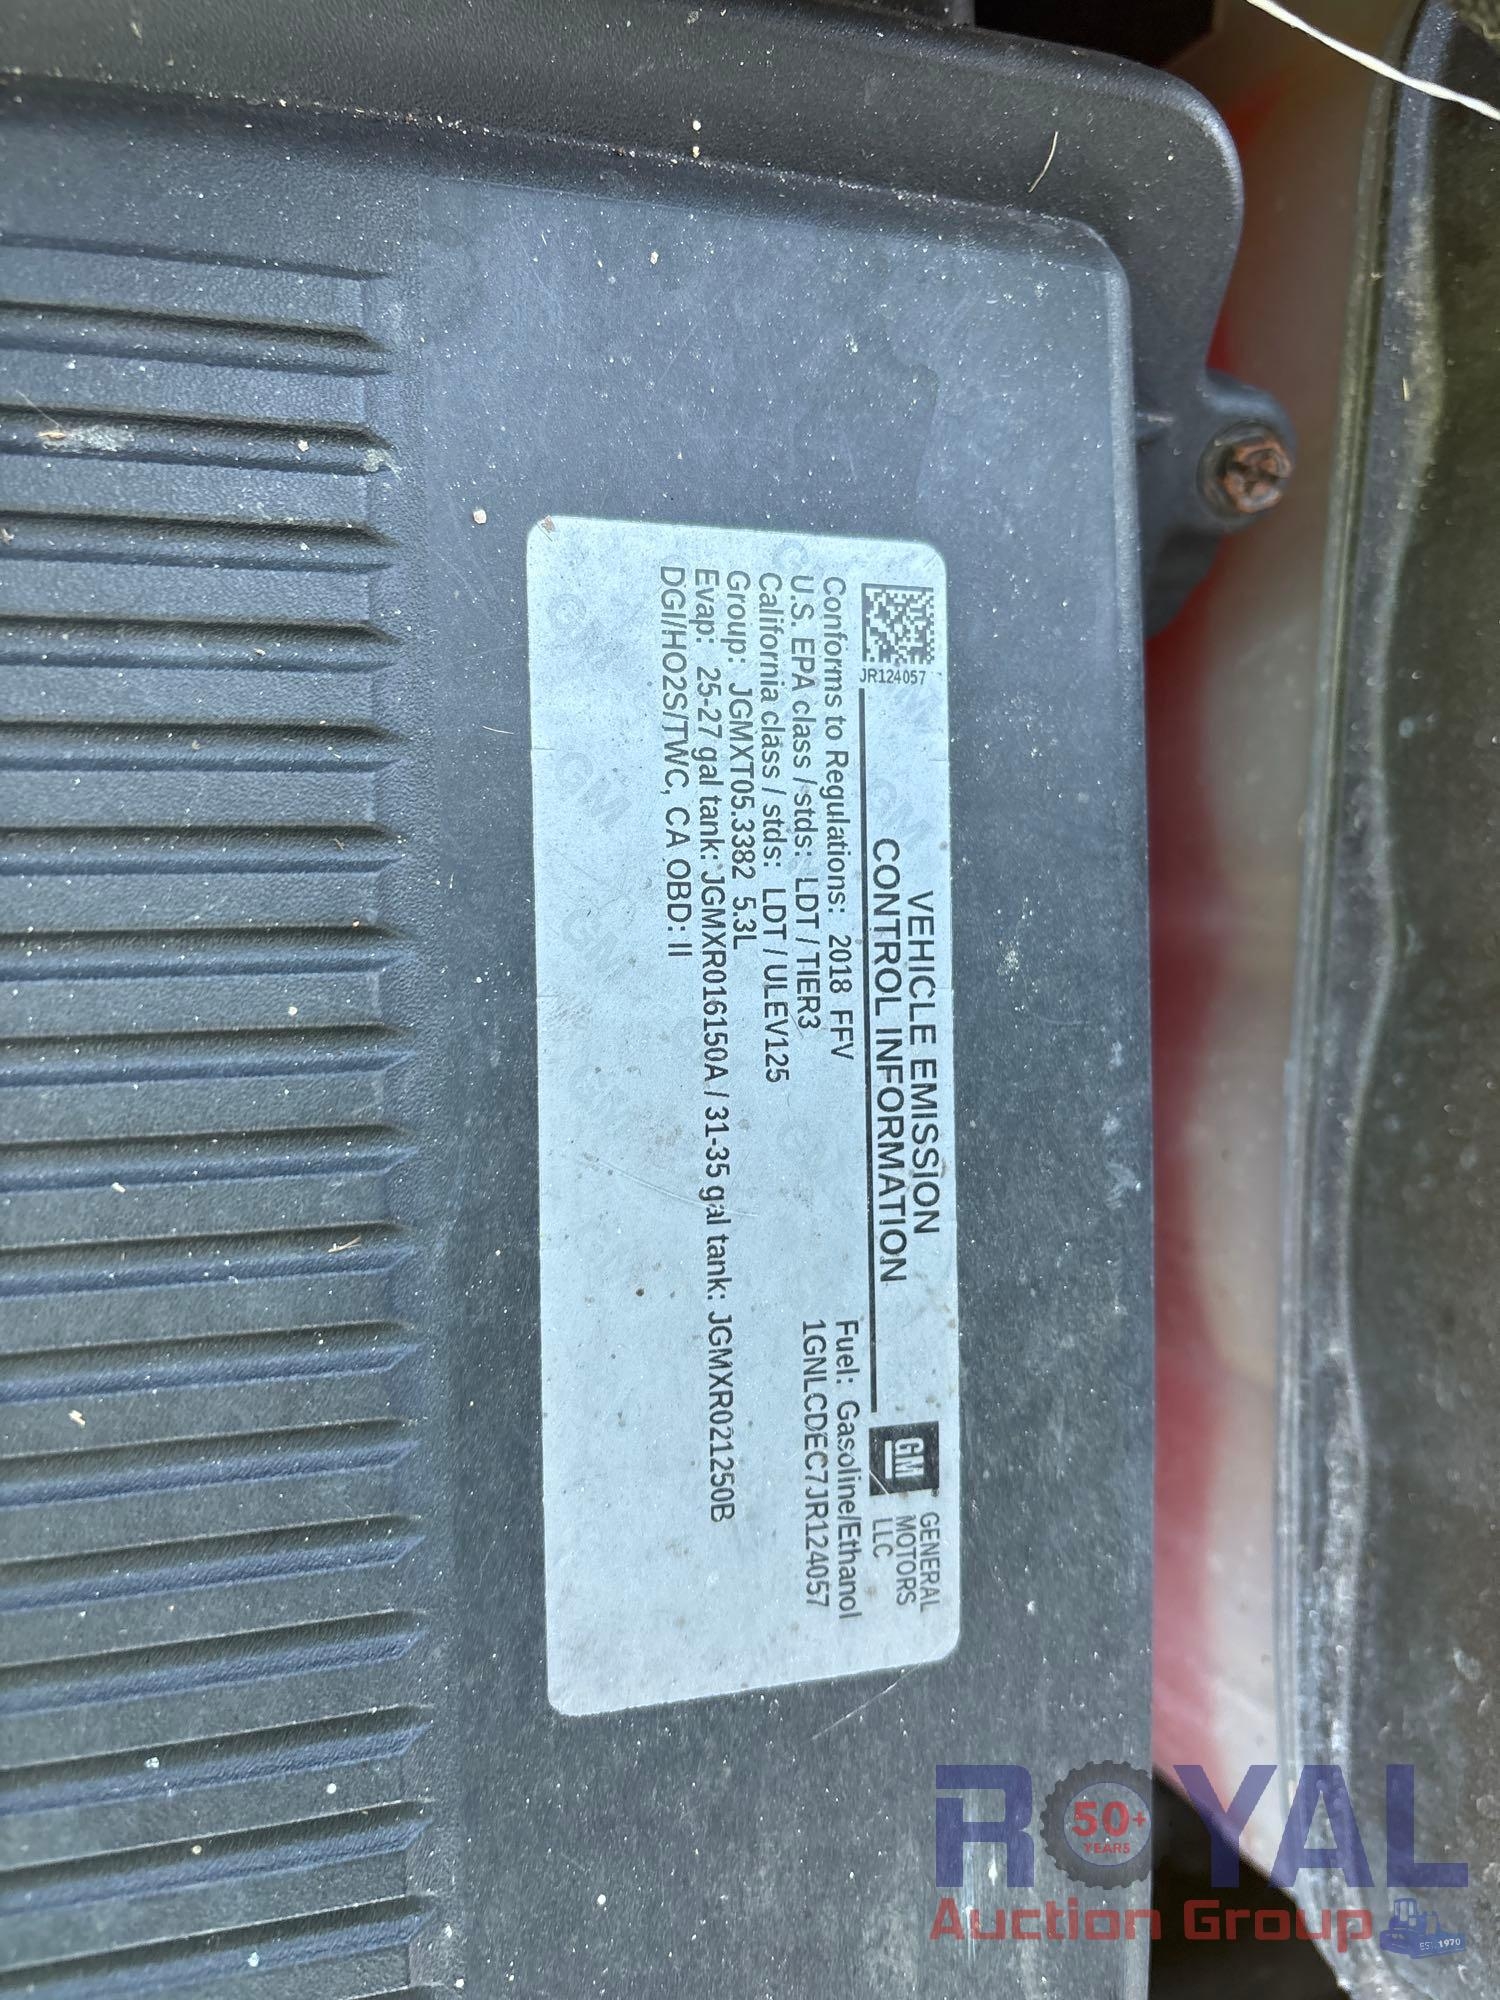 JR124057
VEHICLE EMISSION
CONTROL INFORMATION
GM
GENERAL
MOTORS
LLC
Conforms to Regulations: 2018 FFV
Fuel: Gasoline/Ethanol
U.S. EPA class / stds: LDT / TIER3
1GNLCDEC7JR124057
California class / stds: LDT / ULEV125
Group: JGMXT05.3382 5.3L
Evap: 25-27 gal tank: JGMXR016150A / 31-35 gal tank: JGMXR021250B
DGI/HO2S/TWC, CA OBD: II
ROYAL
50+
YEARS
Auction Group
EST. 1970